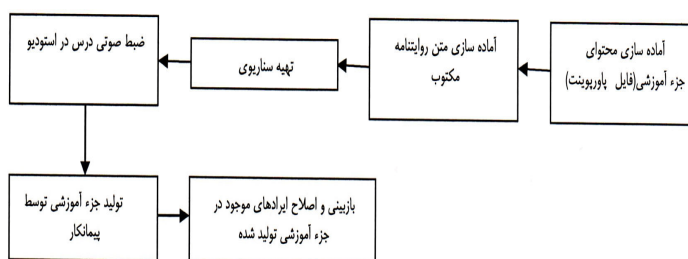 آماده سازی محتوای
جزء آموزشی(فایل پاورپوینت)
آماده سازی متن روایتنامه
مکتوب
تهیه سناریوی
ضبط صوتی درس در استودیو
تولید جزء آموزشی توسط
پیمانکار
بازبینی و اصلاح ایرادهای موجود در
جزء آموزشی تولید شده